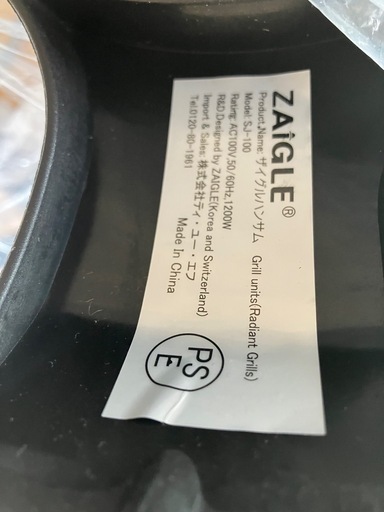 ZAIGLE®
Product Name: ザイグルハンサム Grill units(Radiant Grills)
Model: SJ-100
Rating: AC100V,50/60Hz,1200W
R&D,Designed by ZAIGLE(Korea and Switzerland)
Import & Sales: 株式会社ティ・ユー・エフ
Tel.0120-80-1961 Made In China
PS
E